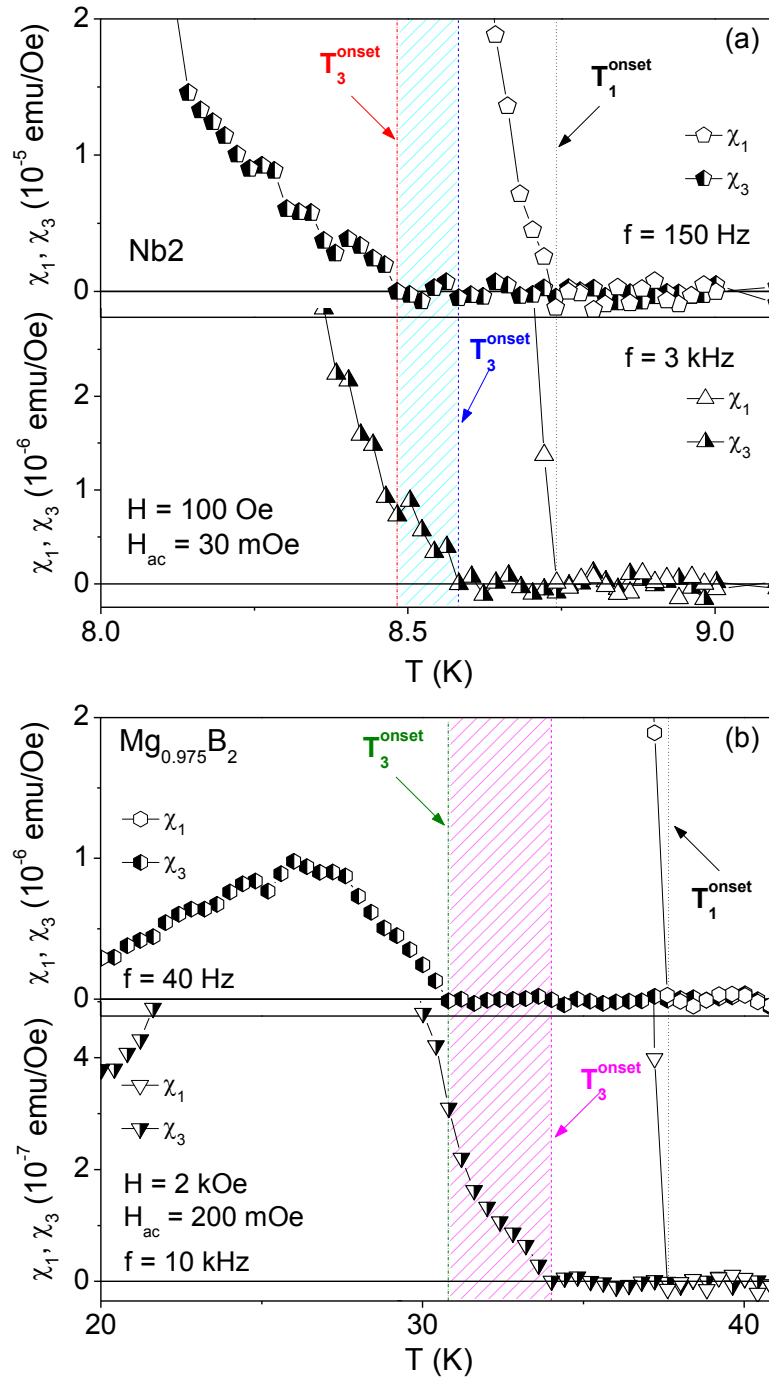 (a)
2
T₃ᵒⁿˢᵉᵗ
T₁ᵒⁿˢᵉᵗ
χ₁, χ₃ (10⁻⁵ emu/Oe)
χ₁
χ₃
1
Nb2
f = 150 Hz
0
T₃ᵒⁿˢᵉᵗ
f = 3 kHz
χ₁, χ₃ (10⁻⁶ emu/Oe)
2
χ₁
χ₃
1
H = 100 Oe
H_ac = 30 mOe
0
8.0 8.5 9.0
T (K)
2
Mg₀.₉₇₅B₂
(b)
T₃ᵒⁿˢᵉᵗ
χ₁, χ₃ (10⁻⁶ emu/Oe)
χ₁
χ₃
T₁ᵒⁿˢᵉᵗ
1
f = 40 Hz
0
χ₁, χ₃ (10⁻⁷ emu/Oe)
4
χ₁
T₃ᵒⁿˢᵉᵗ
χ₃
2
H = 2 kOe
H_ac = 200 mOe
f = 10 kHz
0
20 30 40
T (K)